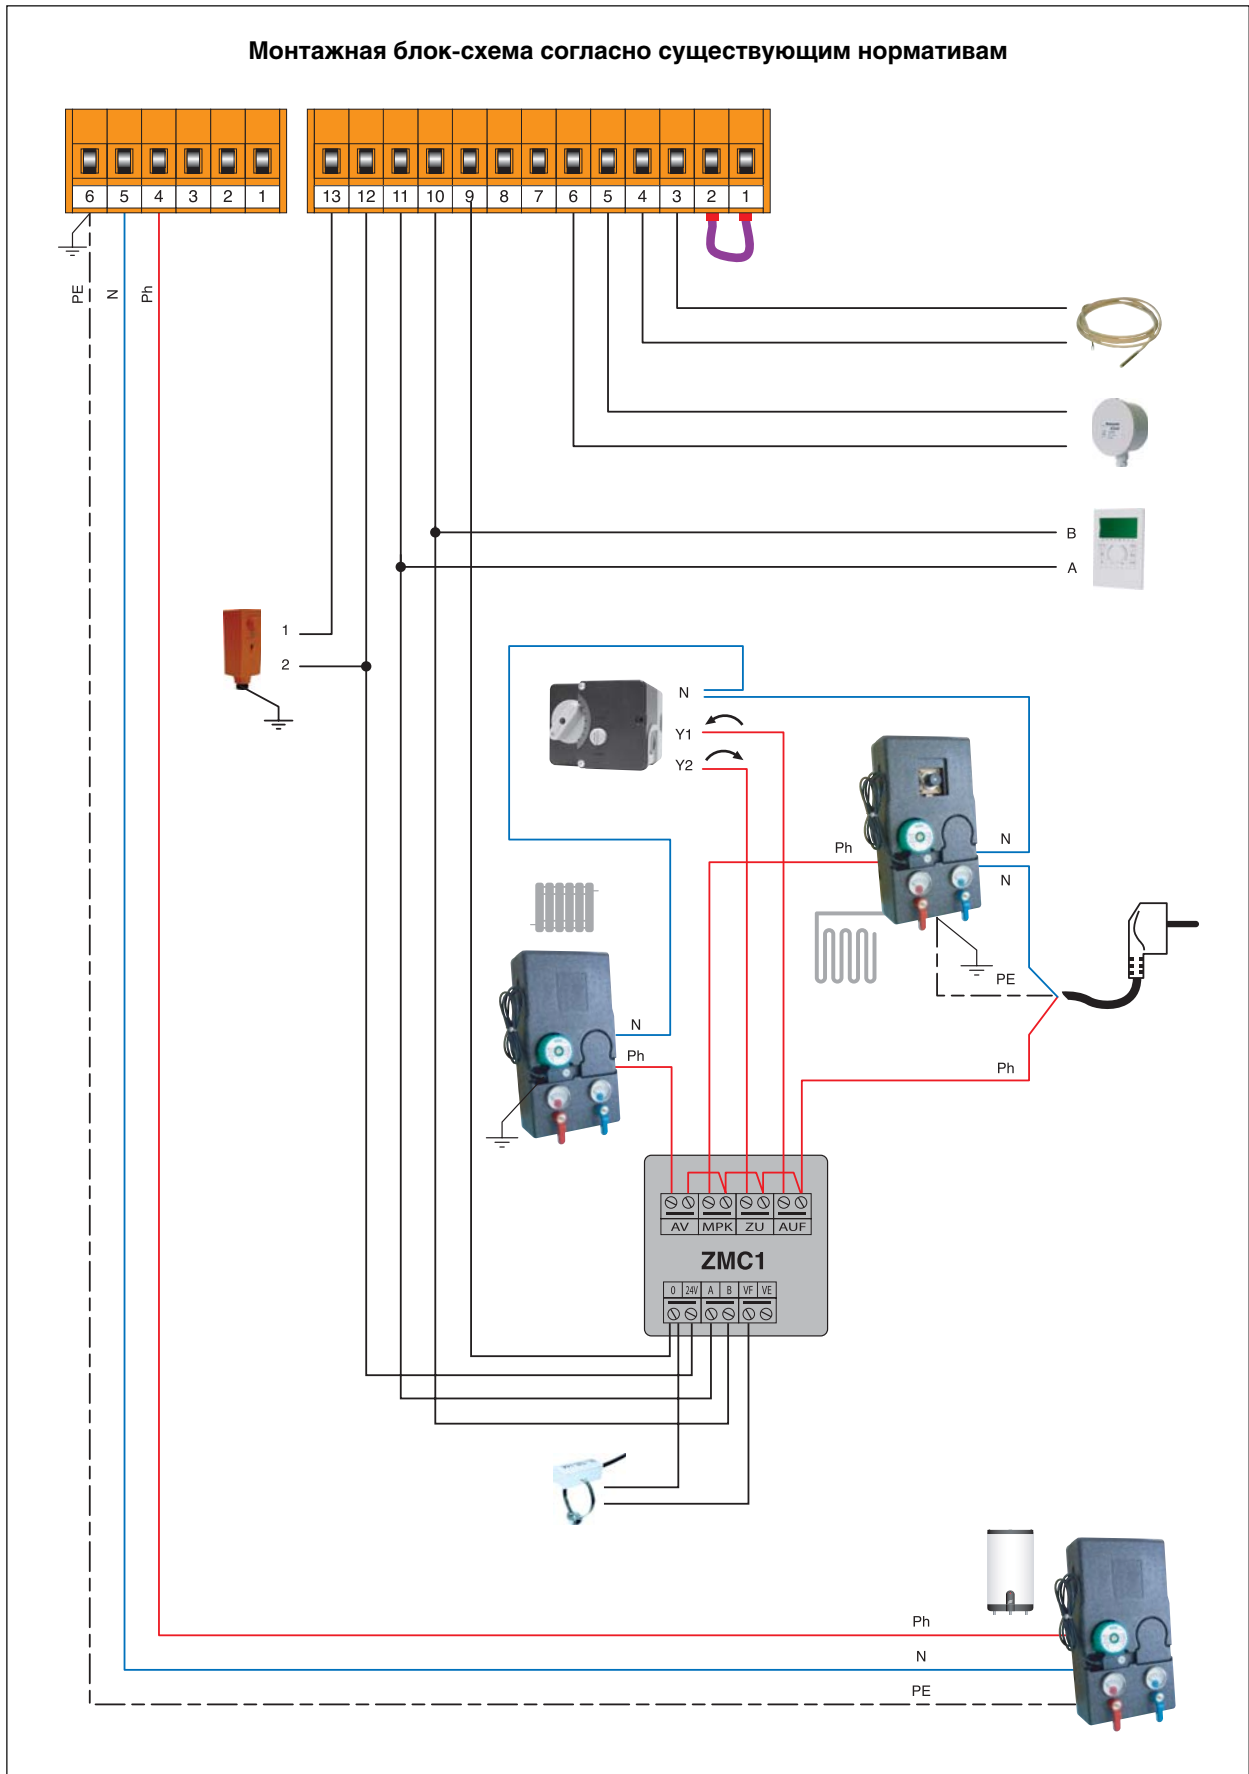 Монтажная блок-схема согласно существующим нормативам
6 5 4 3 2 1
13 12 11 10 9 8 7 6 5 4 3 2 1
PE N Ph
B
A
1
2
N
Y1
Y2
Ph
N
N
PE
N
Ph
Ph
AV MPK ZU AUF
ZMC1
0 24V A B VF VE
Ph
N
PE